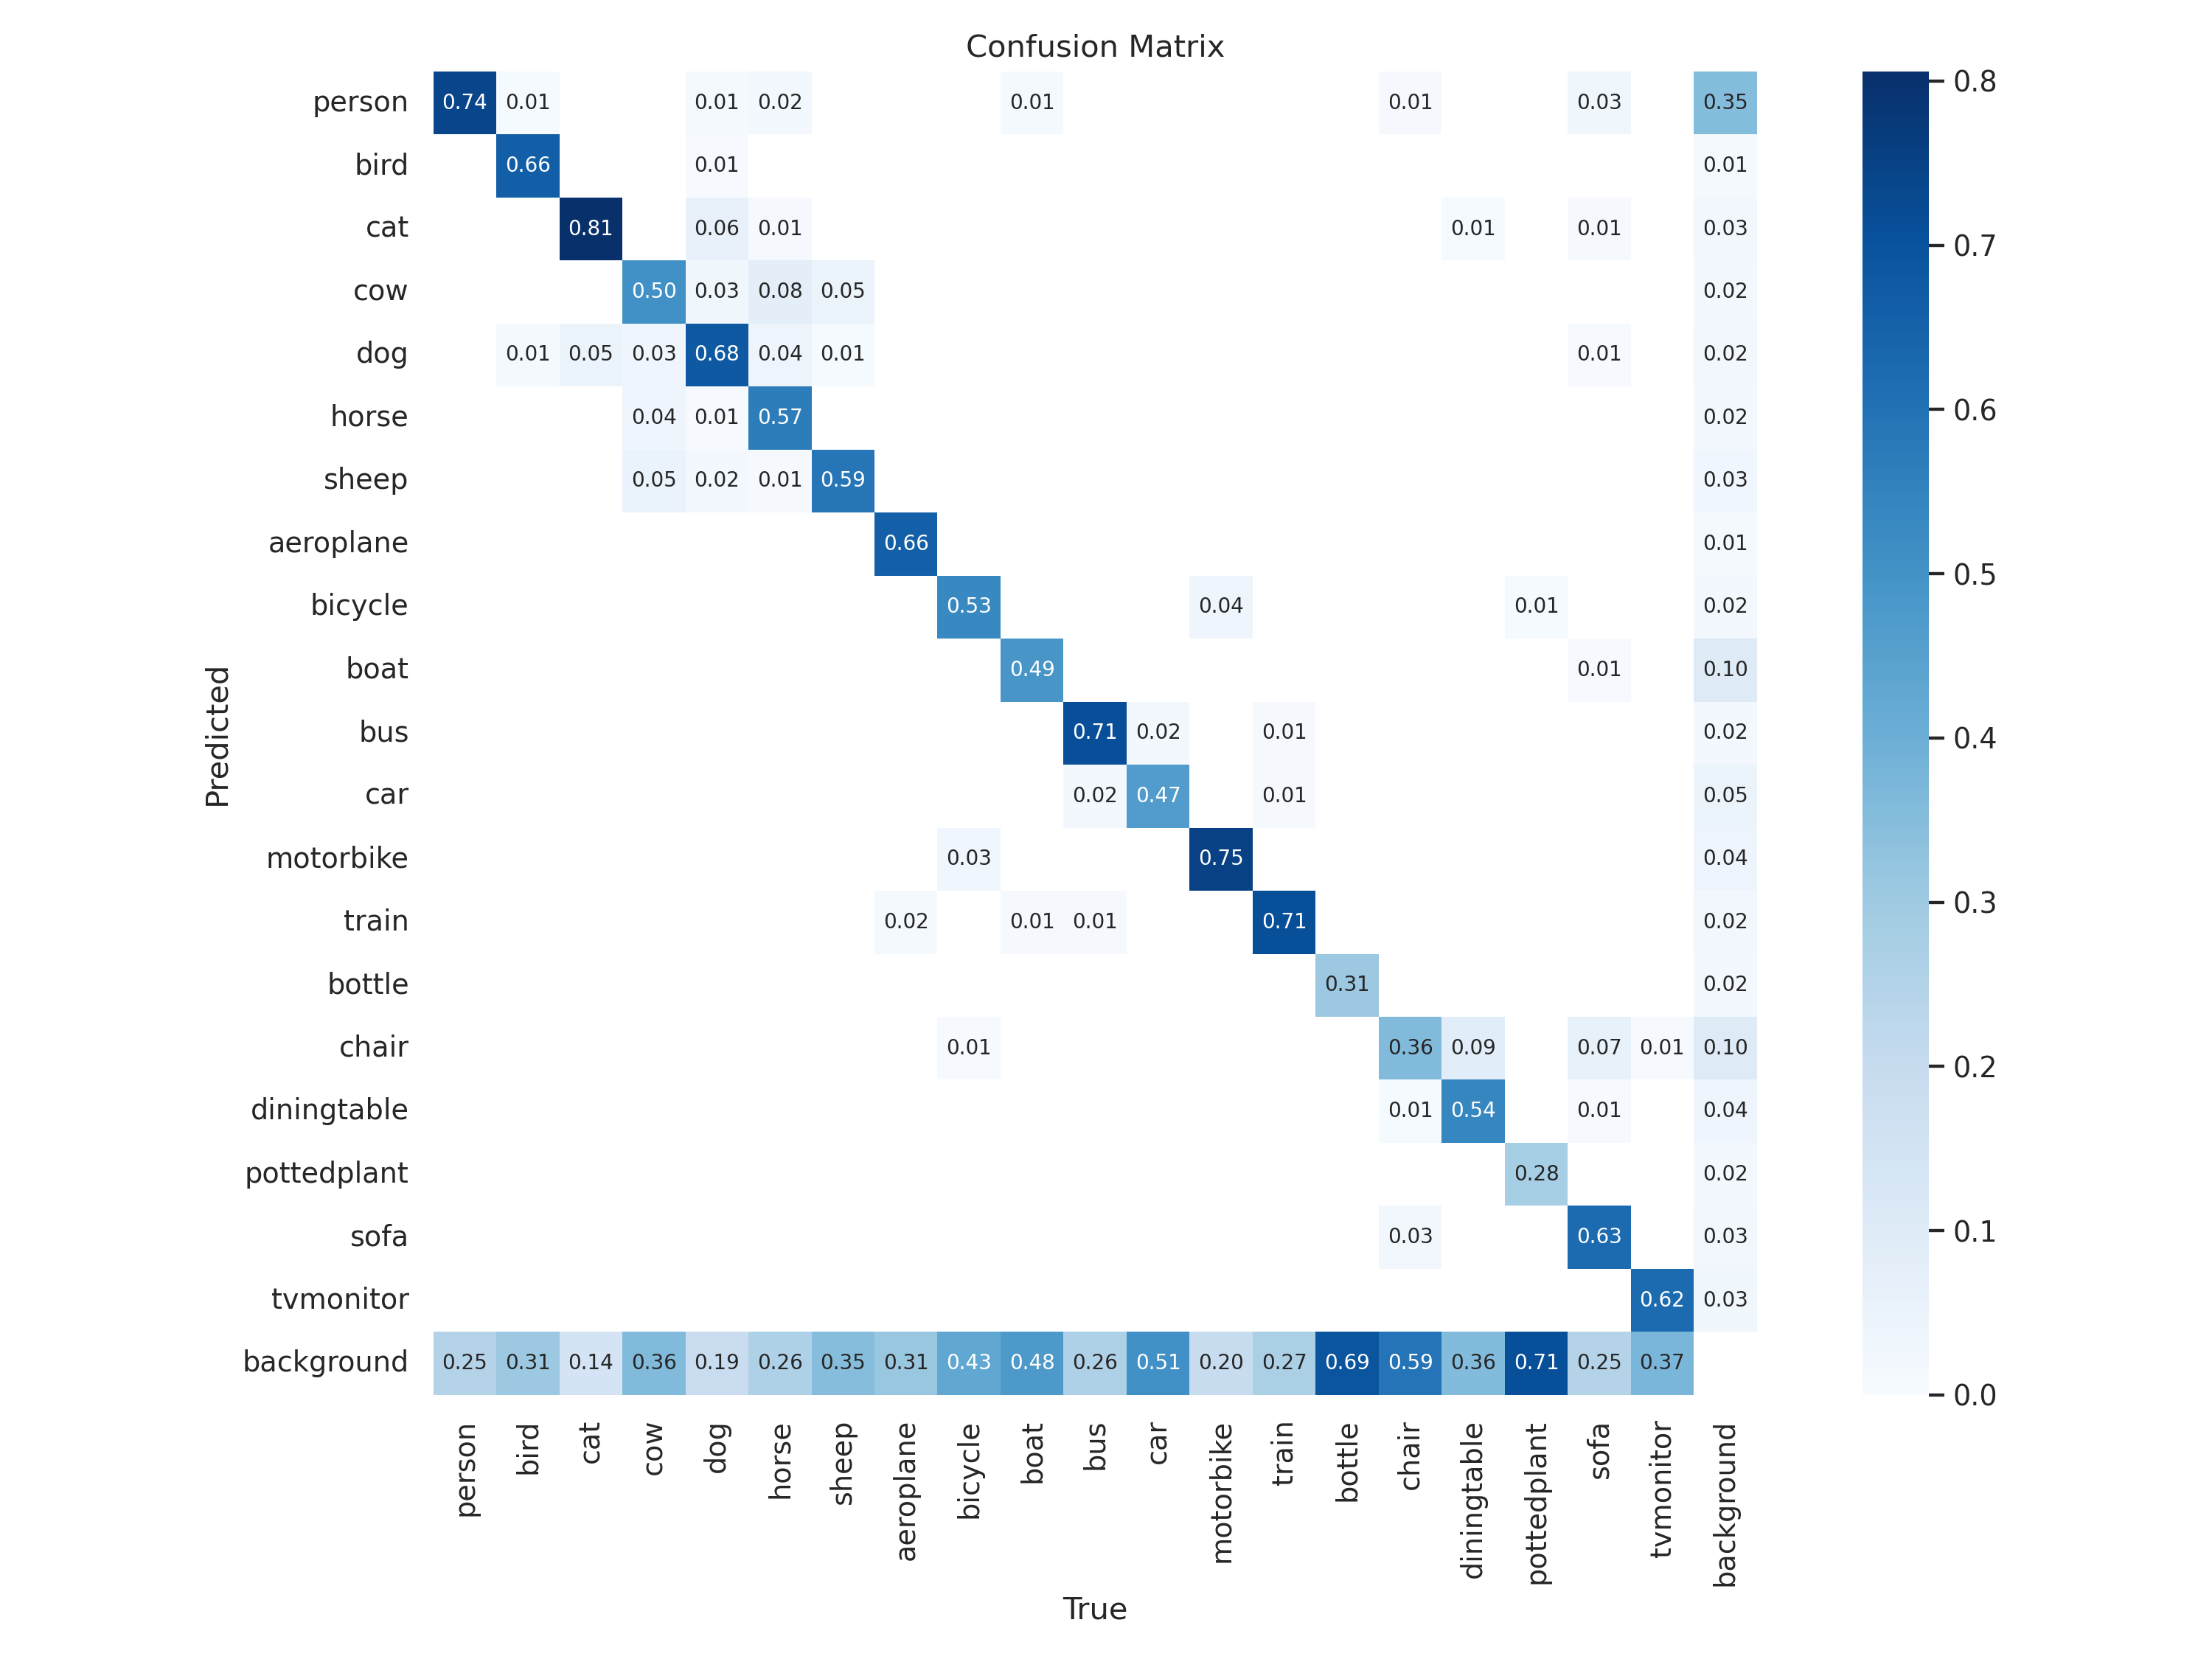 Confusion Matrix
person 0.74 0.01 0.01 0.02 0.01 0.01 0.03 0.35 0.8
bird 0.66 0.01 0.01
cat 0.81 0.06 0.01 0.01 0.01 0.03 0.7
cow 0.50 0.03 0.08 0.05 0.02
dog 0.01 0.05 0.03 0.68 0.04 0.01 0.01 0.02
horse 0.04 0.01 0.57 0.02 0.6
sheep 0.05 0.02 0.01 0.59 0.03
aeroplane 0.66 0.01
0.5
bicycle 0.53 0.04 0.01 0.02
boat 0.49 0.01 0.10
Predicted
bus 0.71 0.02 0.01 0.02 0.4
car 0.02 0.47 0.01 0.05
motorbike 0.03 0.75 0.04
train 0.02 0.01 0.01 0.71 0.02 0.3
bottle 0.31 0.02
chair 0.01 0.36 0.09 0.07 0.01 0.10
0.2
diningtable 0.01 0.54 0.01 0.04
pottedplant 0.28 0.02
sofa 0.03 0.63 0.03 0.1
tvmonitor 0.62 0.03
background 0.25 0.31 0.14 0.36 0.19 0.26 0.35 0.31 0.43 0.48 0.26 0.51 0.20 0.27 0.69 0.59 0.36 0.71 0.25 0.37
0.0
person bird cat cow dog horse sheep aeroplane bicycle boat bus car motorbike train bottle chair diningtable pottedplant sofa tvmonitor background
True